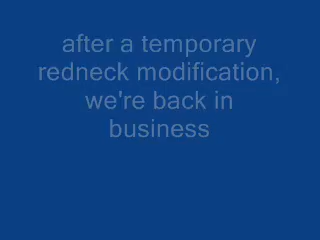 after a temporary
redneck modification,
we're back in
business